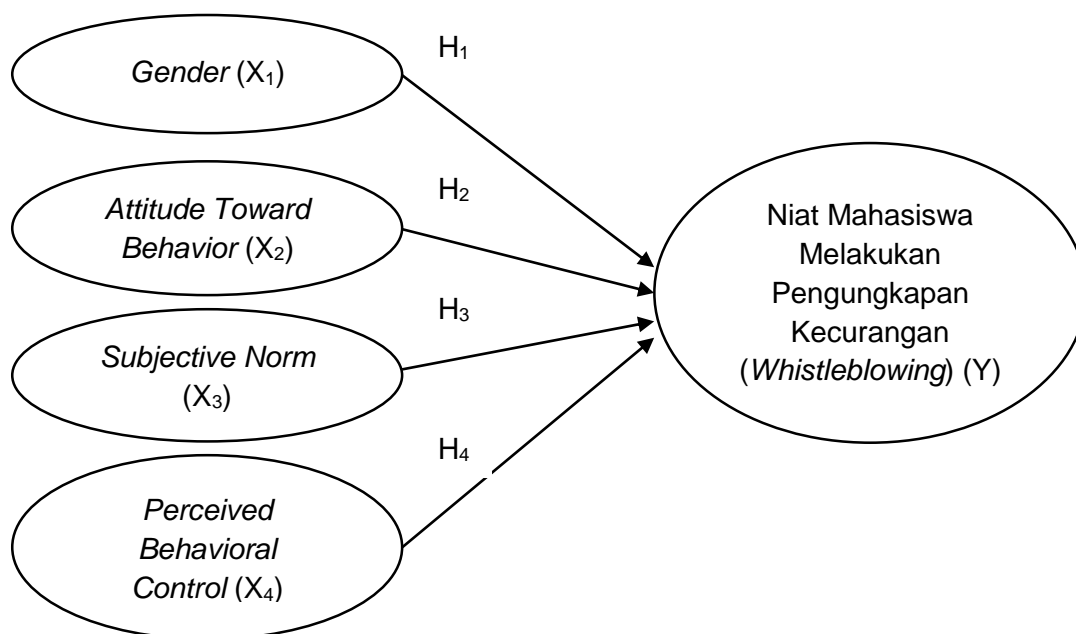 Gender (X₁)
H₁
Attitude Toward
Behavior (X₂)
H₂
Subjective Norm
(X₃)
H₃
Perceived
Behavioral
Control (X₄)
H₄
Niat Mahasiswa
Melakukan
Pengungkapan
Kecurangan
(Whistleblowing) (Y)